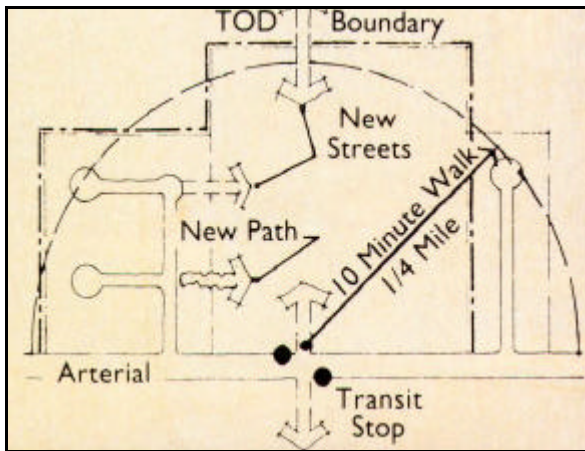 TOD Boundary
New
Streets
New Path
10 Minute Walk
1/4 Mile
Arterial
Transit
Stop